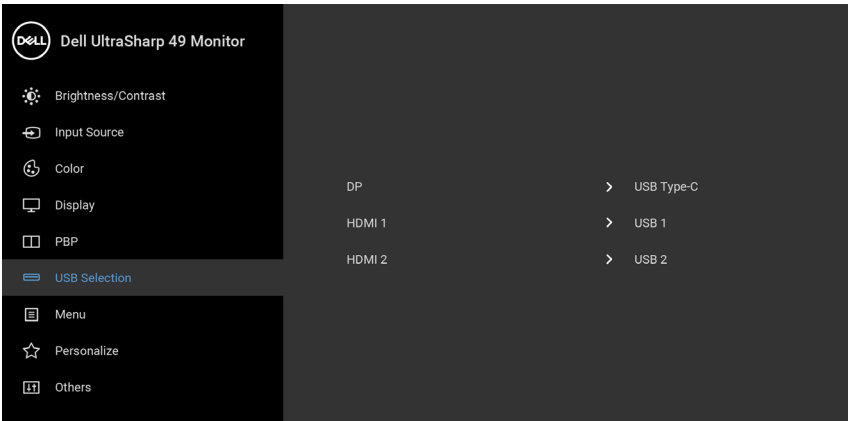 DELL
Dell UltraSharp 49 Monitor
Brightness/Contrast
Input Source
Color
Display
PBP
USB Selection
Menu
Personalize
Others
DP > USB Type-C
HDMI 1 > USB 1
HDMI 2 > USB 2